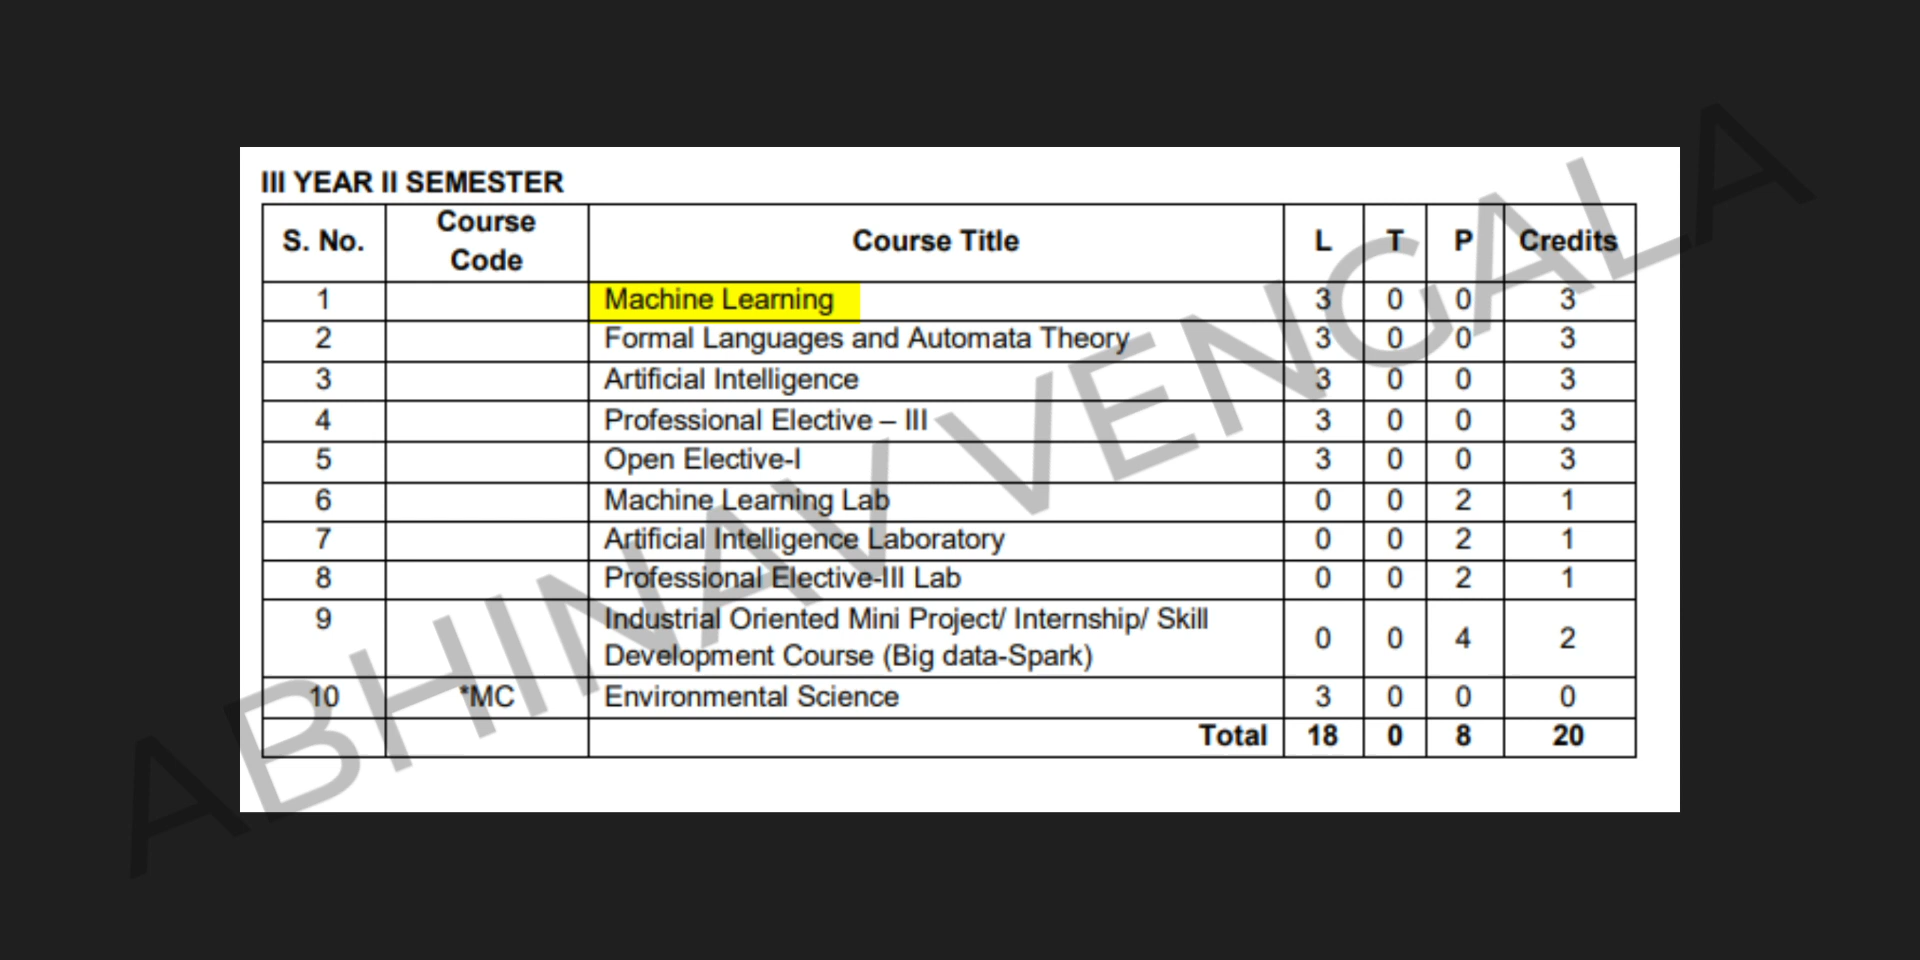 III YEAR II SEMESTER
S. No. Course Code Course Title L T P Credits
1 Machine Learning 3 0 0 3
2 Formal Languages and Automata Theory 3 0 0 3
3 Artificial Intelligence 3 0 0 3
4 Professional Elective – III 3 0 0 3
5 Open Elective-I 3 0 0 3
6 Machine Learning Lab 0 0 2 1
7 Artificial Intelligence Laboratory 0 0 2 1
8 Professional Elective-III Lab 0 0 2 1
9 Industrial Oriented Mini Project/ Internship/ Skill
Development Course (Big data-Spark) 0 0 4 2
10 *MC Environmental Science 3 0 0 0
Total 18 0 8 20
ABHINAV VENGALA